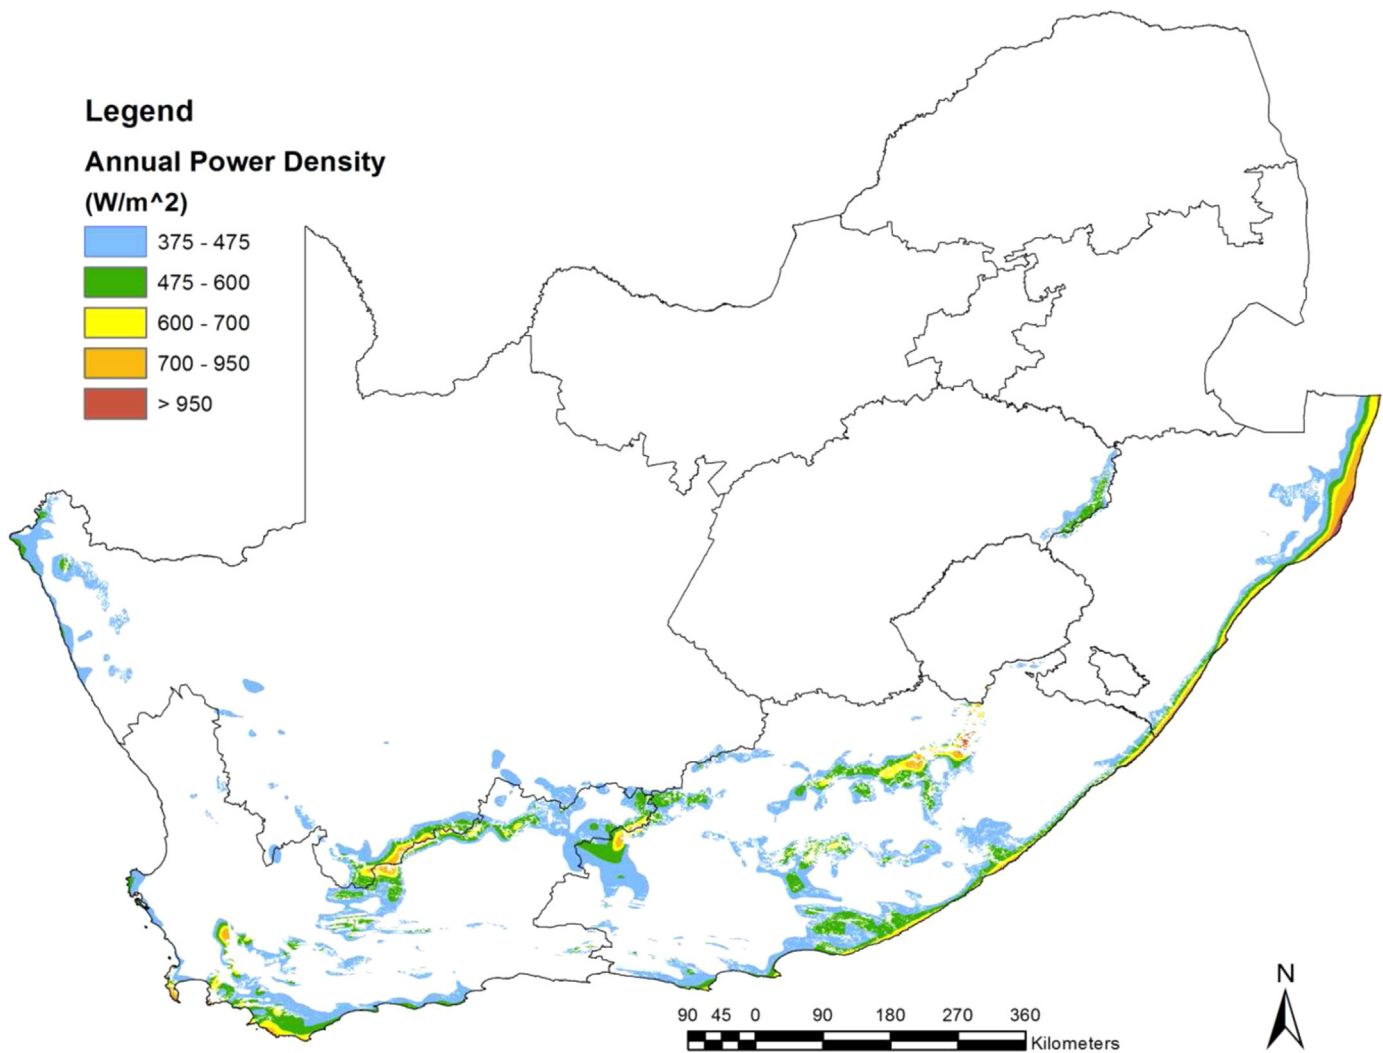 Legend
Annual Power Density
(W/m^2)
375 - 475
475 - 600
600 - 700
700 - 950
> 950
N
90 45 0 90 180 270 360
Kilometers